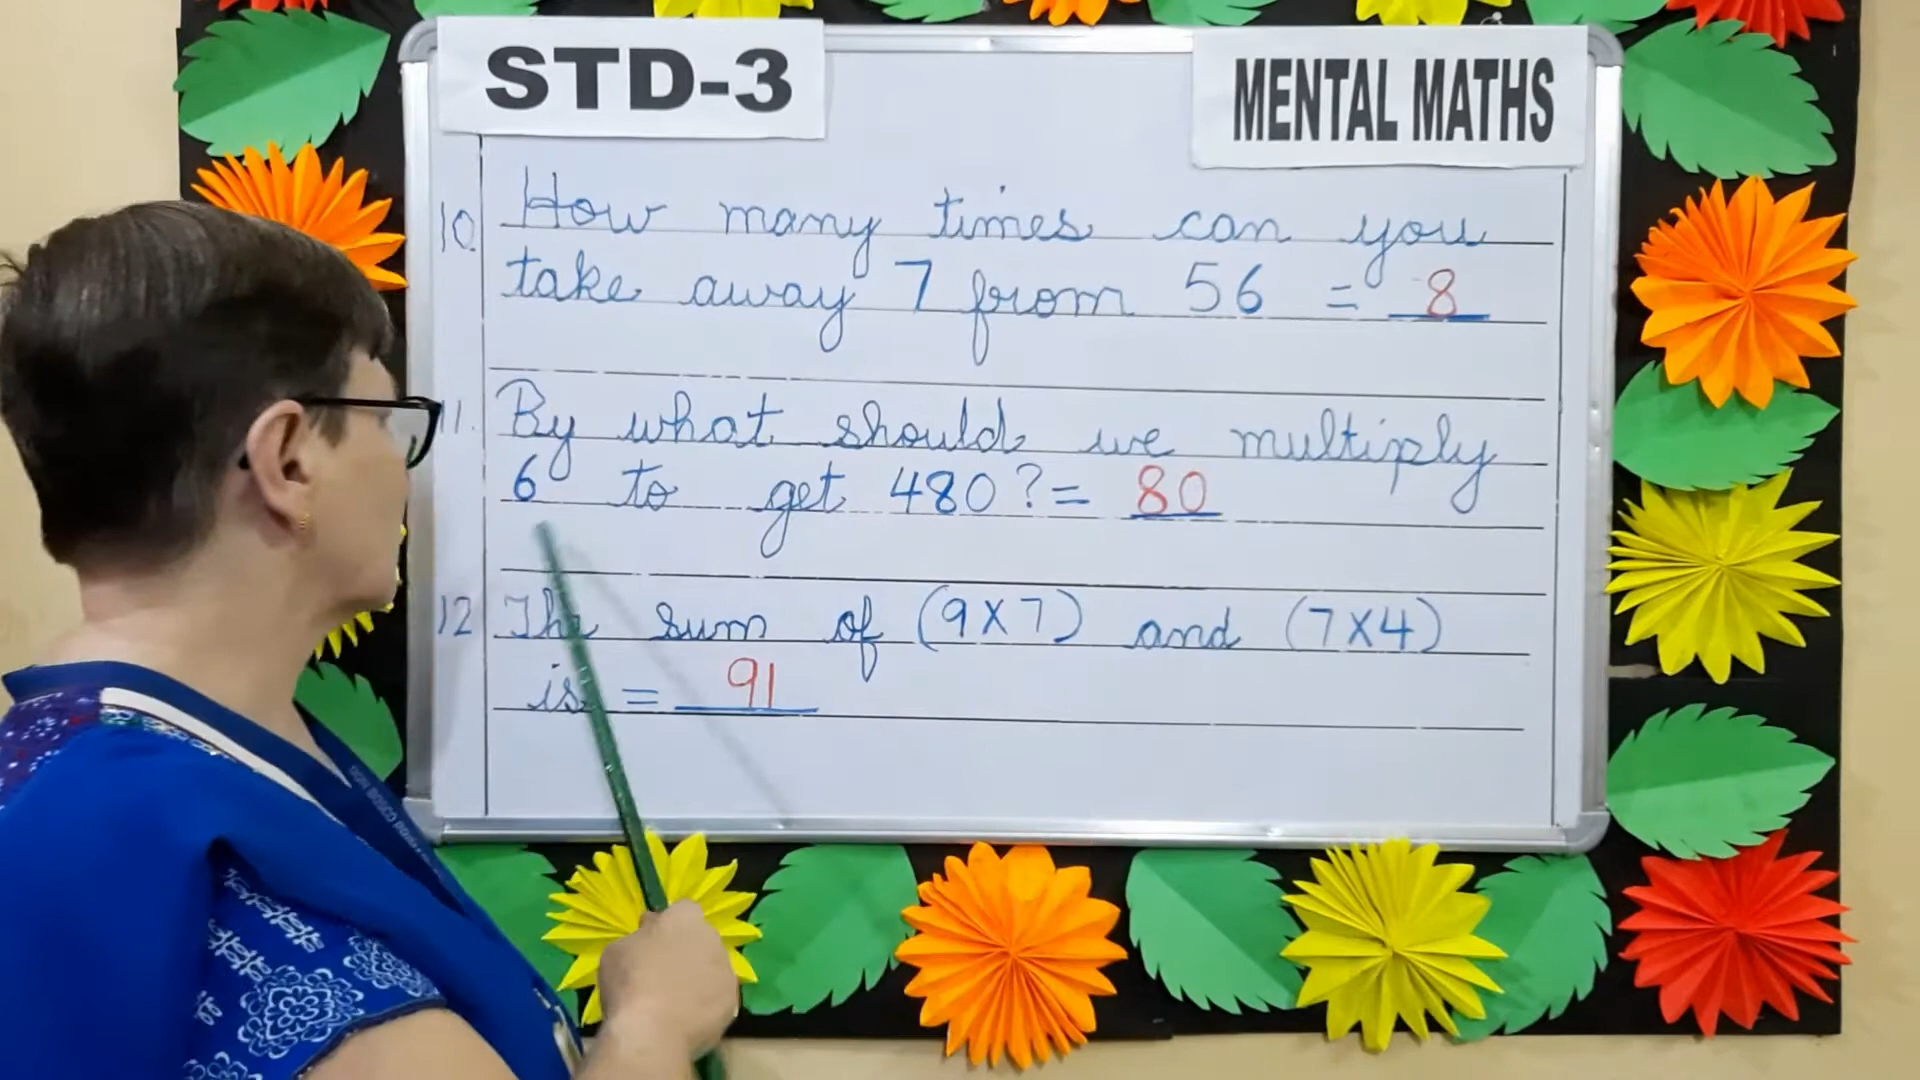 STD-3
MENTAL MATHS
10. How many times can you
take away 7 from 56 = 8
11. By what should we multiply
6 to get 480? = 80
12 The sum of (9X7) and (7X4)
is = 91